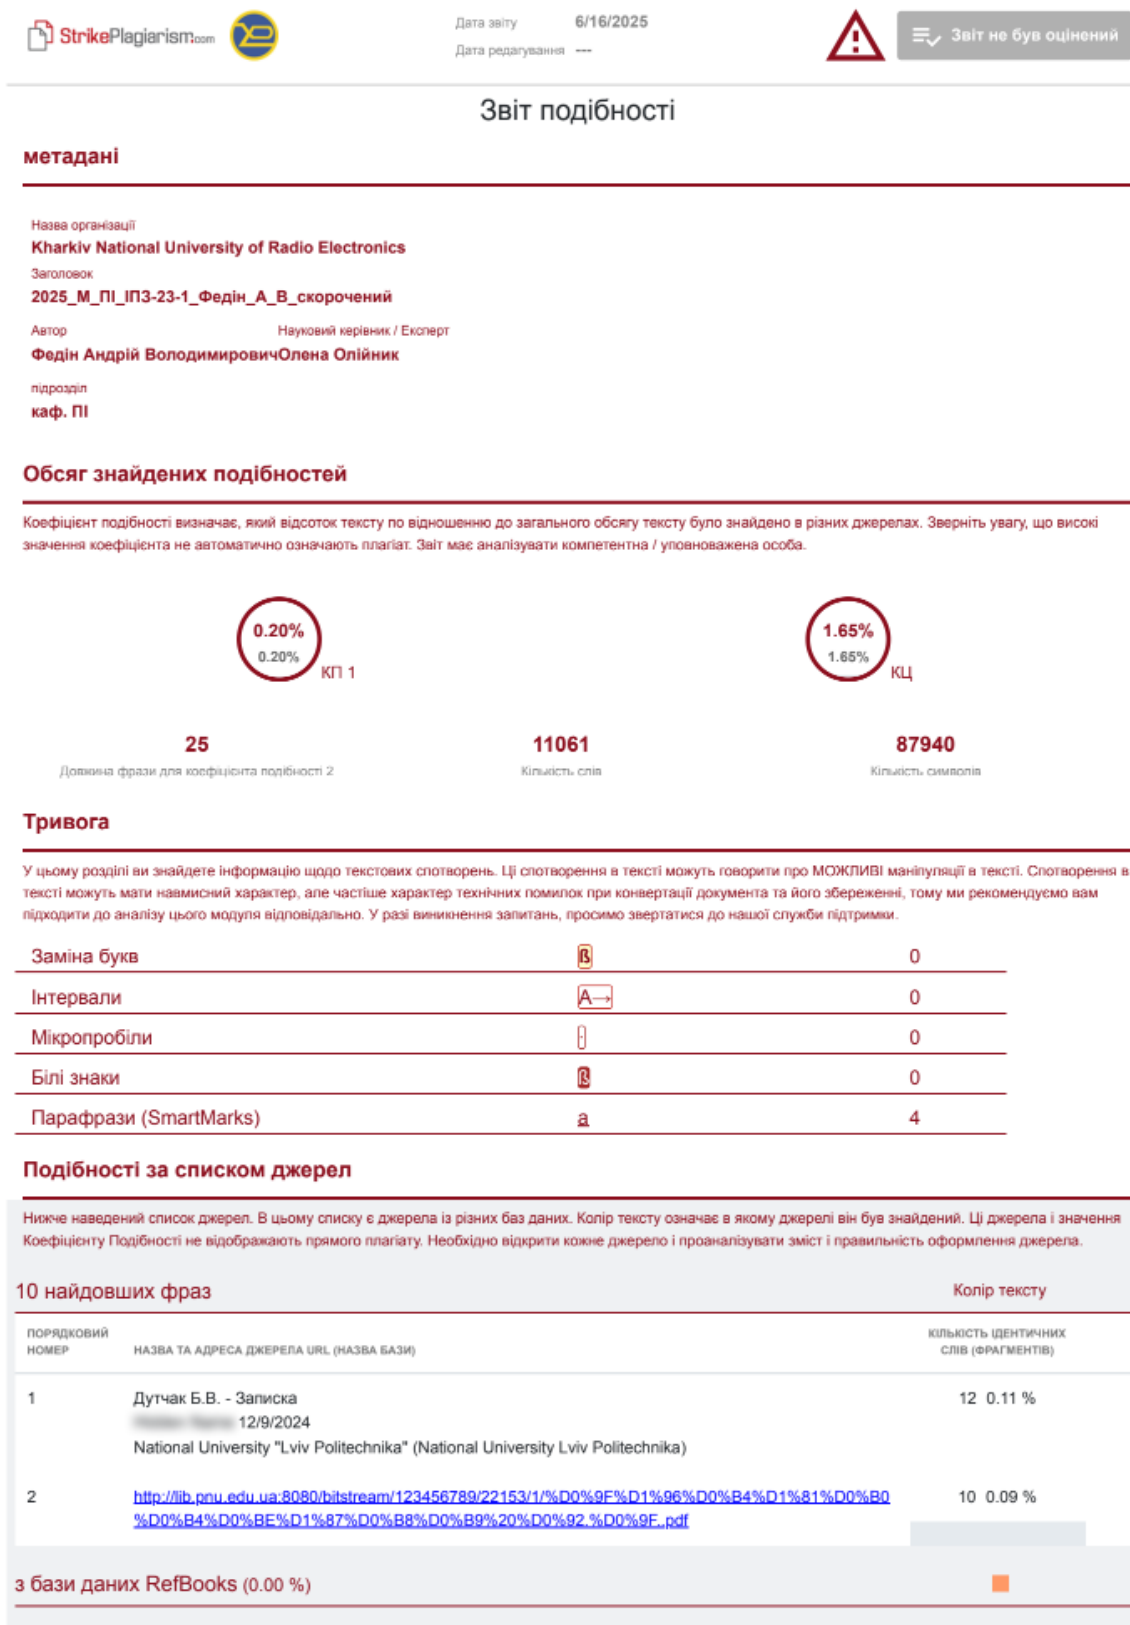 StrikePlagiarism.com
Дата звіту 6/16/2025
Дата редагування ---
Звіт не був оцінений
Звіт подібності
метадані
Назва організації
Kharkiv National University of Radio Electronics
Заголовок
2025_М_ПІ_ІПЗ-23-1_Федін_А_В_скорочений
Автор Науковий керівник / Експерт
Федін Андрій ВолодимировичОлена Олійник
підрозділ
каф. ПІ
Обсяг знайдених подібностей
Коефіцієнт подібності визначає, який відсоток тексту по відношенню до загального обсягу тексту було знайдено в різних джерелах. Зверніть увагу, що високі
значення коефіцієнта не автоматично означають плагіат. Звіт має аналізувати компетентна / уповноважена особа.
0.20%
0.20%
КП 1
1.65%
1.65%
КЦ
25 11061 87940
Довжина фрази для коефіцієнта подібності 2 Кількість слів Кількість символів
Тривога
У цьому розділі ви знайдете інформацію щодо текстових спотворень. Ці спотворення в тексті можуть говорити про МОЖЛИВІ маніпуляції в тексті. Спотворення в
тексті можуть мати навмисний характер, але частіше характер технічних помилок при конвертації документа та його збереженні, тому ми рекомендуємо вам
підходити до аналізу цього модуля відповідально. У разі виникнення запитань, просимо звертатися до нашої служби підтримки.
Заміна букв ß 0
Інтервали A→ 0
Мікропробіли · 0
Білі знаки ß 0
Парафрази (SmartMarks) a 4
Подібності за списком джерел
Нижче наведений список джерел. В цьому списку є джерела із різних баз даних. Колір тексту означає в якому джерелі він був знайдений. Ці джерела і значення
Коефіцієнту Подібності не відображають прямого плагіату. Необхідно відкрити кожне джерело і проаналізувати зміст і правильність оформлення джерела.
10 найдовших фраз Колір тексту
ПОРЯДКОВИЙ
НОМЕР
НАЗВА ТА АДРЕСА ДЖЕРЕЛА URL (НАЗВА БАЗИ)
КІЛЬКІСТЬ ІДЕНТИЧНИХ
СЛІВ (ФРАГМЕНТІВ)
1 Дутчак Б.В. - Записка 12 0.11 %
12/9/2024
National University "Lviv Politechnika" (National University Lviv Politechnika)
2 http://lib.pnu.edu.ua:8080/bitstream/123456789/22153/1/%D0%9F%D1%96%D0%B4%D1%81%D0%B0 10 0.09 %
%D0%B4%D0%BE%D1%87%D0%B8%D0%B9%20%D0%92.%D0%9F..pdf
з бази даних RefBooks (0.00 %)